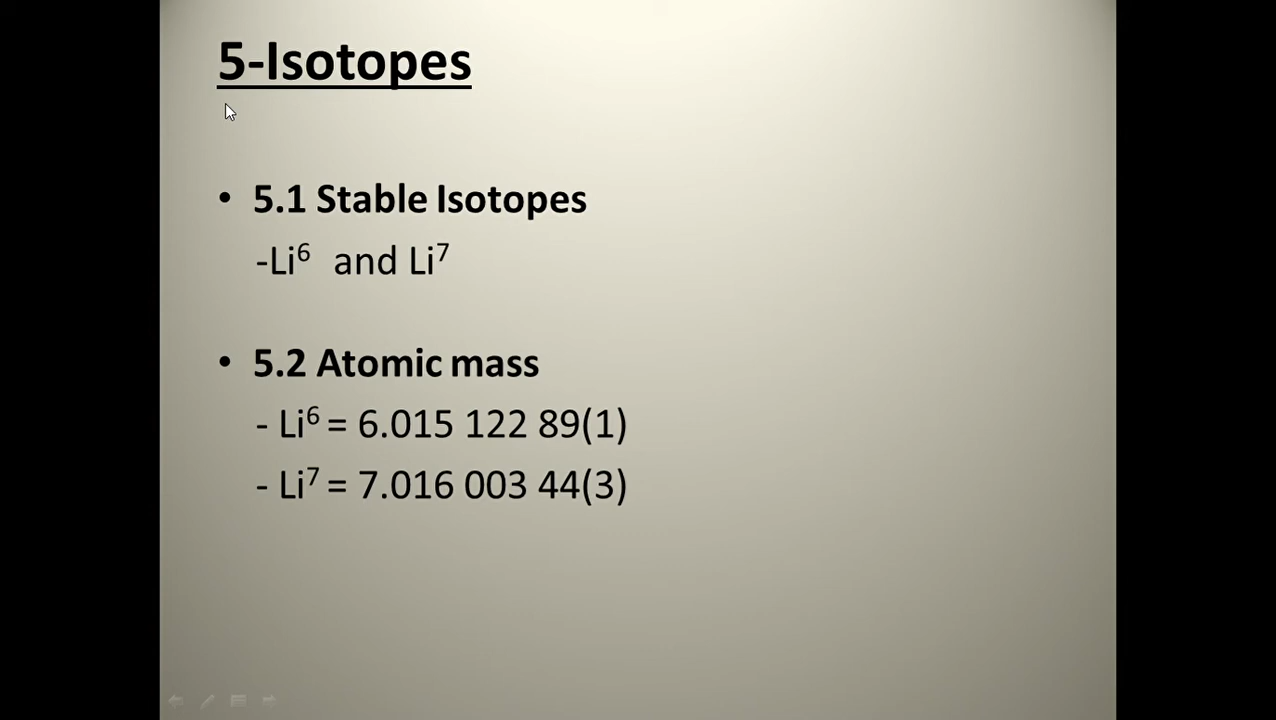 5-Isotopes
• 5.1 Stable Isotopes
-Li⁶ and Li⁷
• 5.2 Atomic mass
- Li⁶ = 6.015 122 89(1)
- Li⁷ = 7.016 003 44(3)